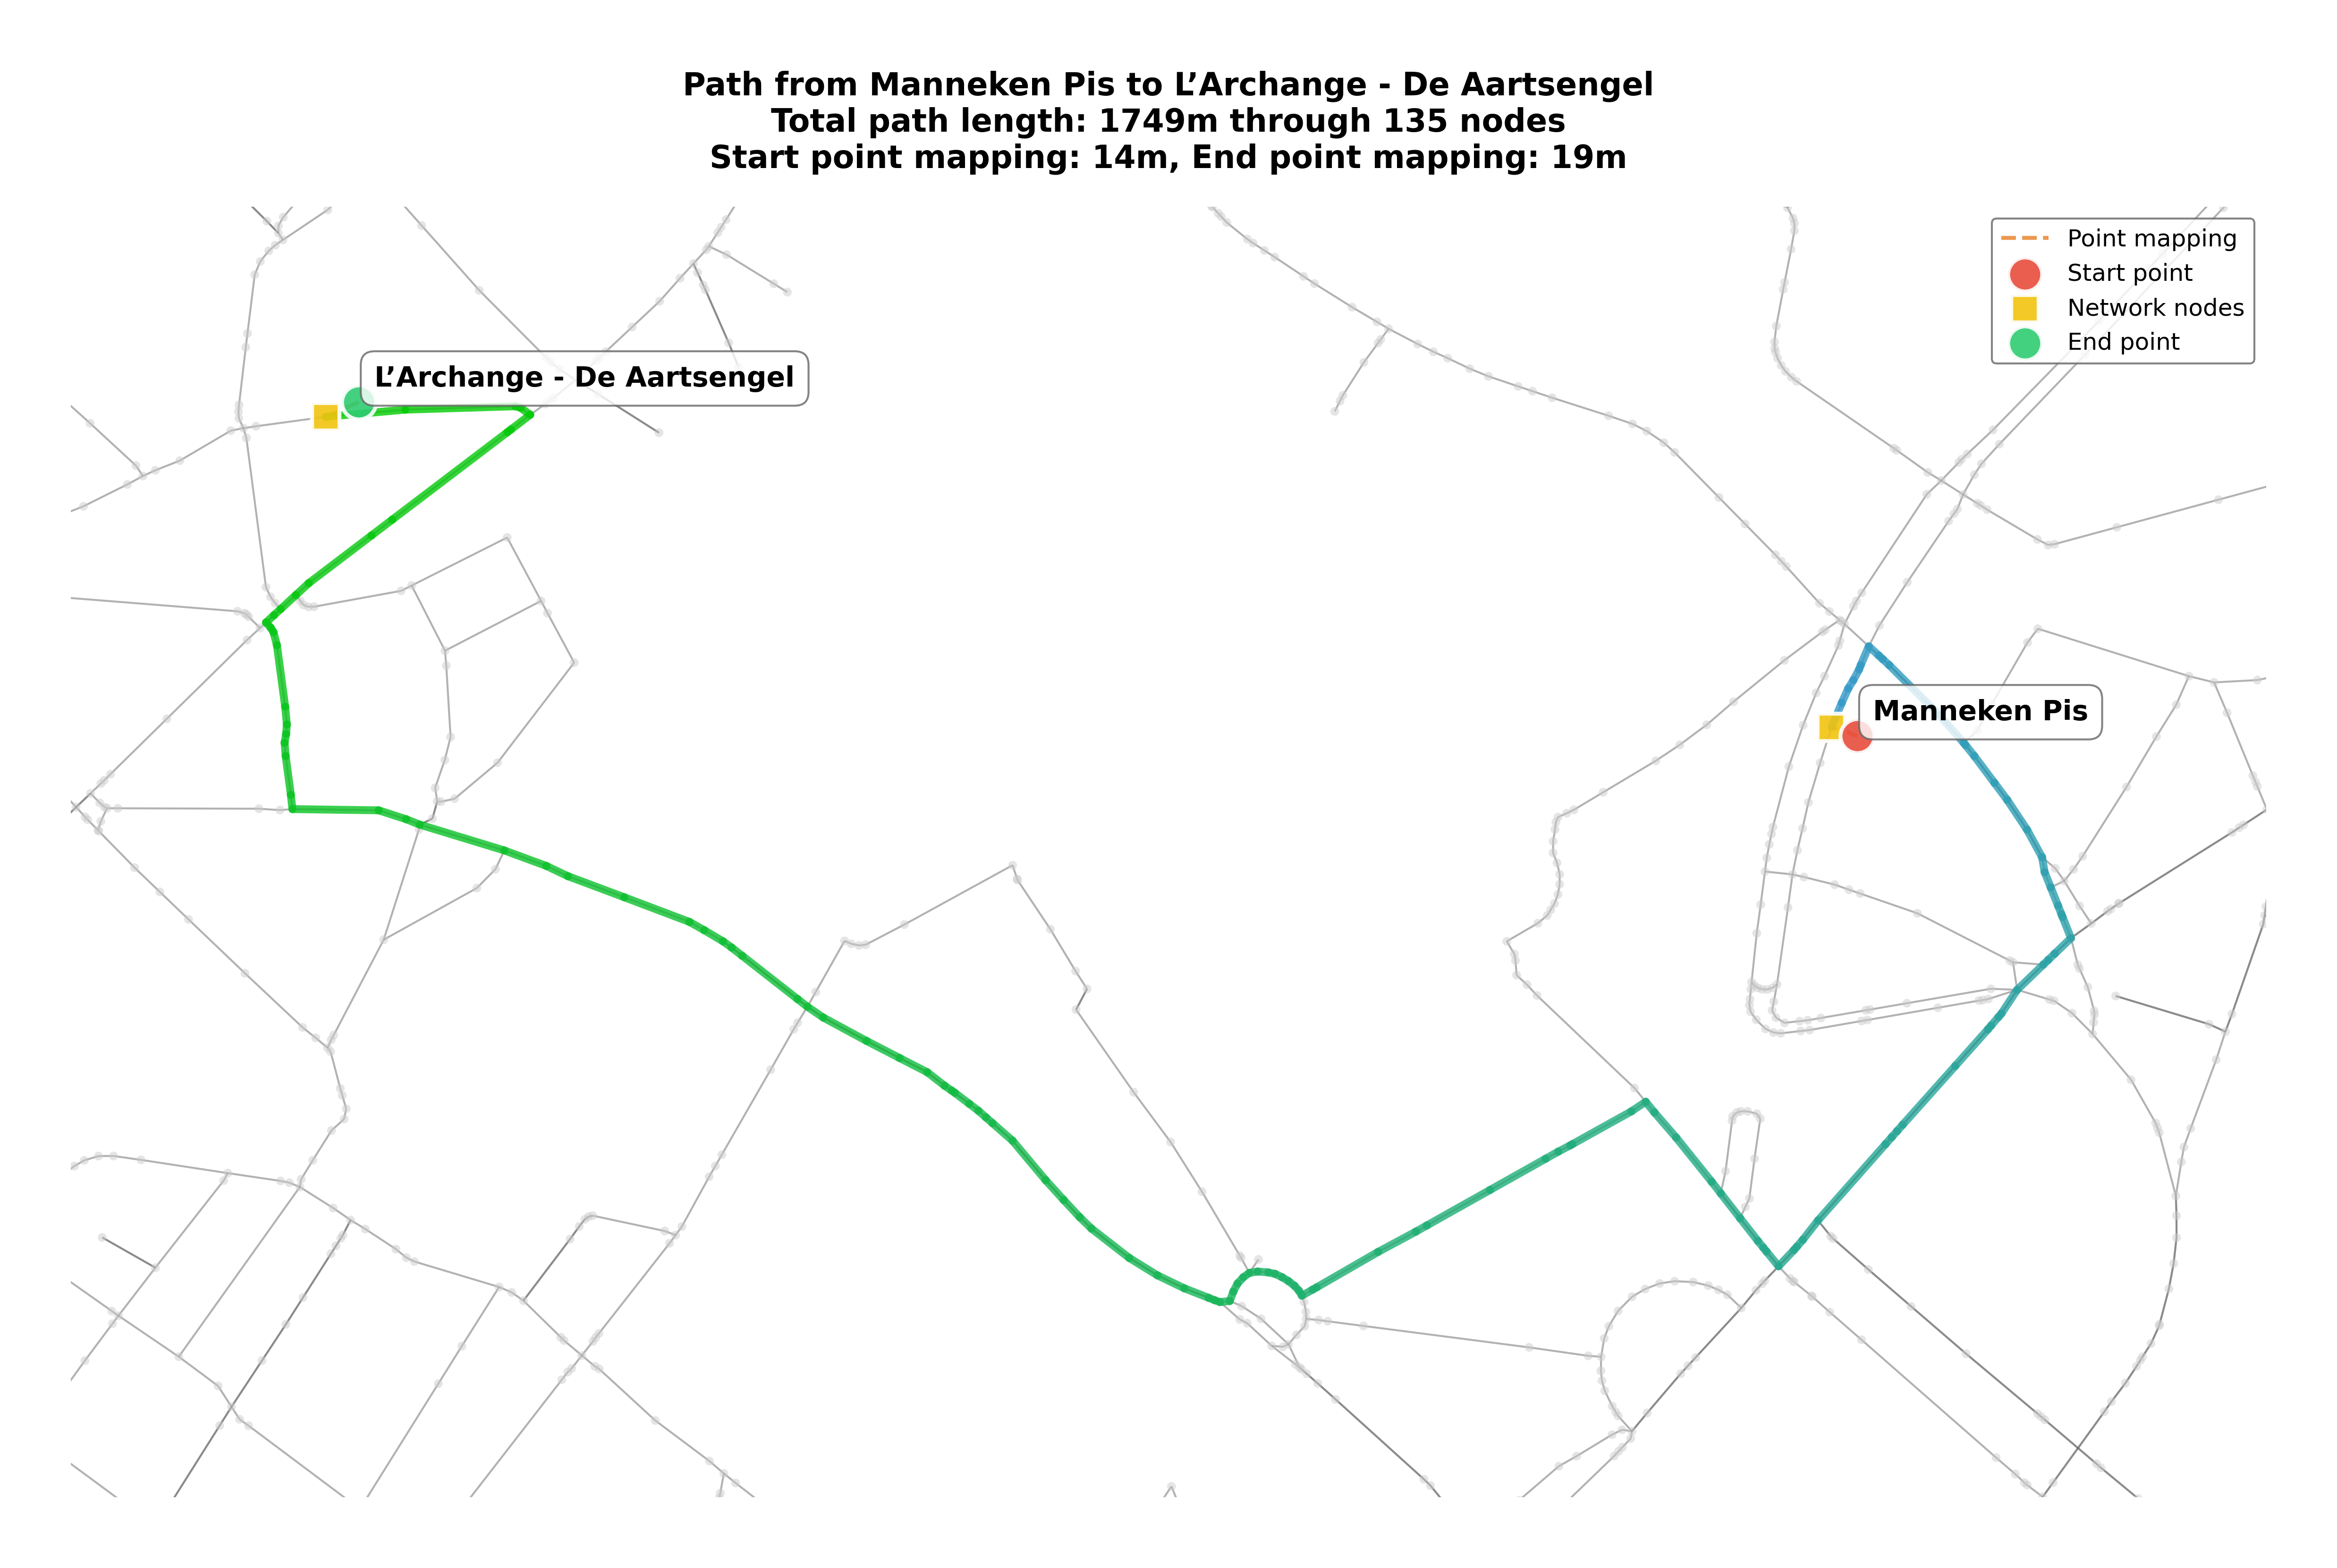 Path from Manneken Pis to L’Archange - De Aartsengel
Total path length: 1749m through 135 nodes
Start point mapping: 14m, End point mapping: 19m
Point mapping
Start point
Network nodes
End point
L’Archange - De Aartsengel
Manneken Pis